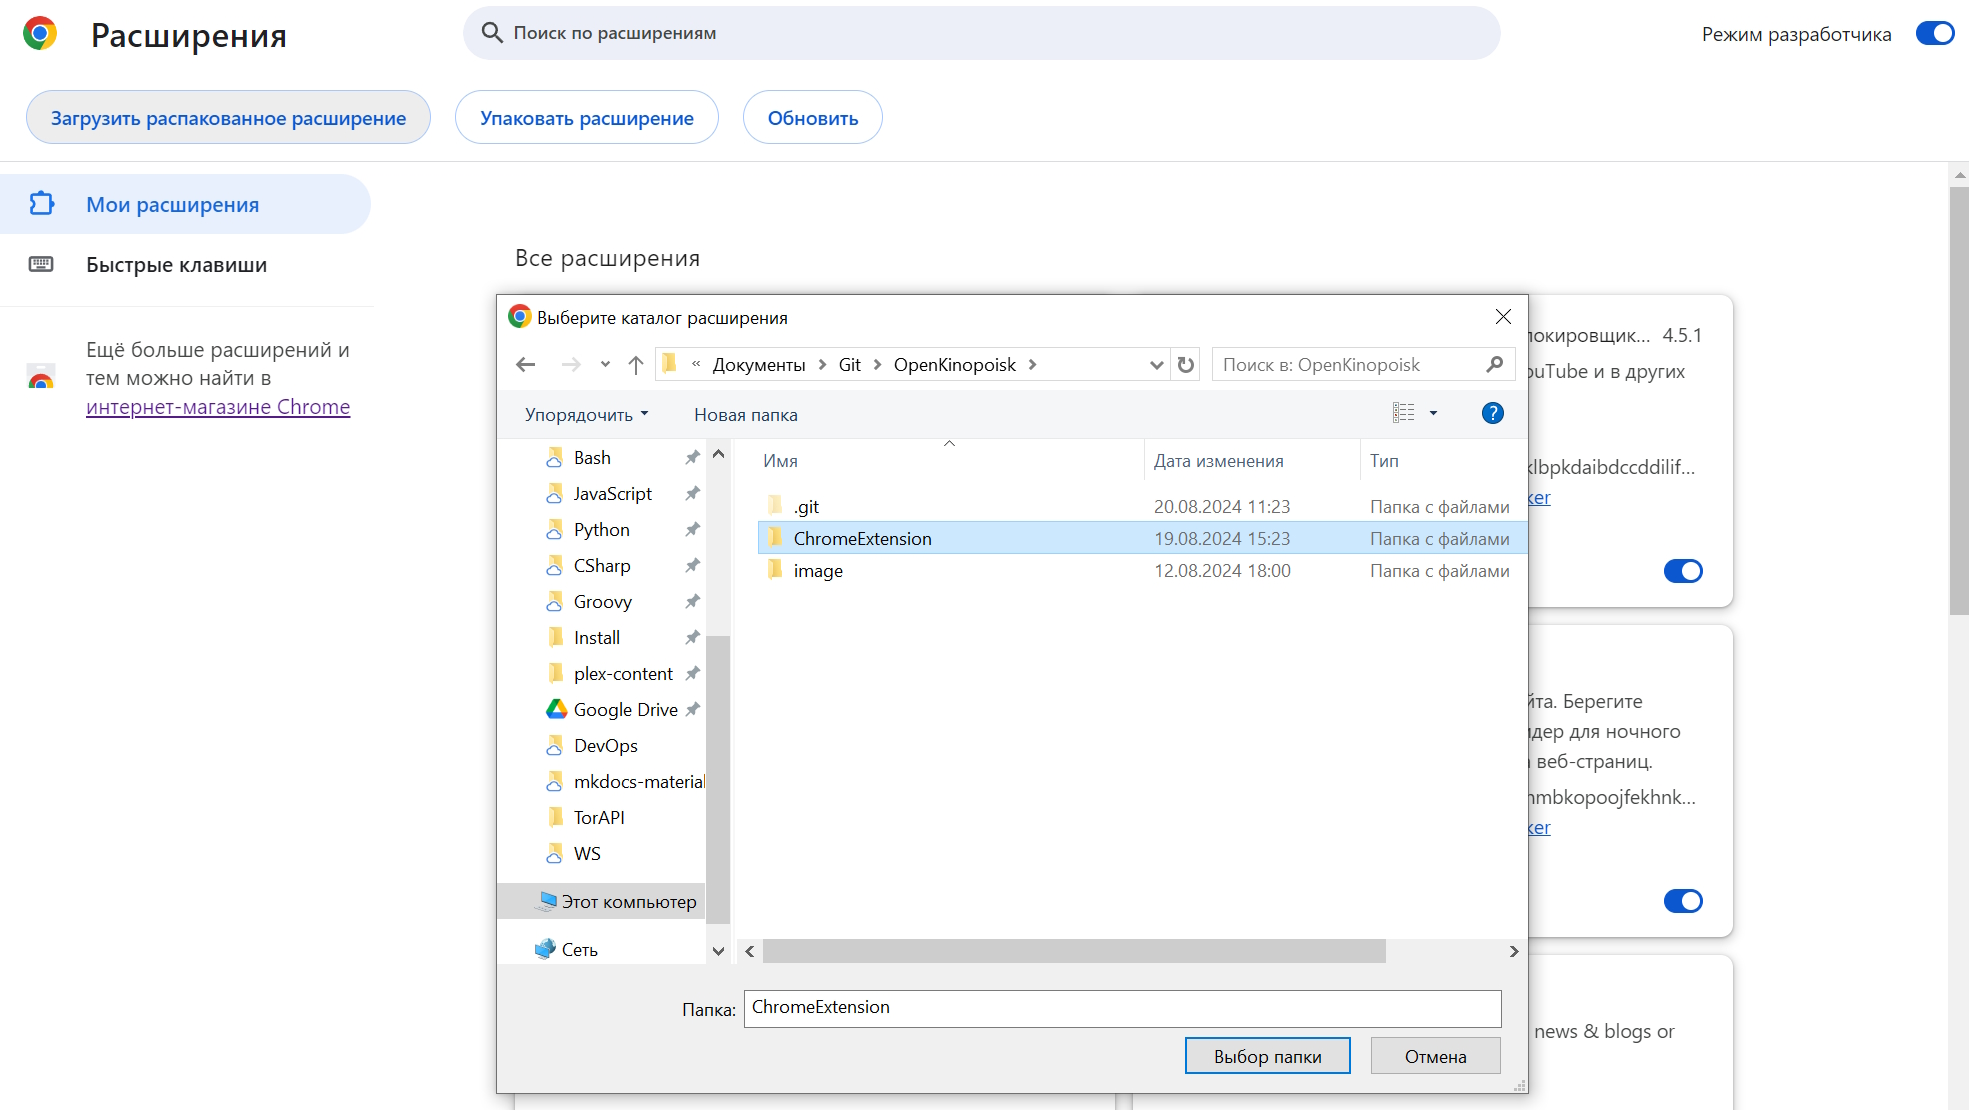 Расширения
Поиск по расширениям
Режим разработчика
Загрузить распакованное расширение
Упаковать расширение
Обновить
Мои расширения
Быстрые клавиши
Ещё больше расширений и
тем можно найти в
интернет-магазине Chrome
Все расширения
Выберите каталог расширения
« Документы > Git > OpenKinopoisk >
Поиск в: OpenKinopoisk
Упорядочить
Новая папка
Bash
JavaScript
Python
CSharp
Groovy
Install
plex-content
Google Drive
DevOps
mkdocs-material
TorAPI
WS
Этот компьютер
Сеть
Имя Дата изменения Тип
.git 20.08.2024 11:23 Папка с файлами
ChromeExtension 19.08.2024 15:23 Папка с файлами
image 12.08.2024 18:00 Папка с файлами
Папка: ChromeExtension
Выбор папки
Отмена
локировщик... 4.5.1
ouTube и в других
klbpkdaibdccddilif...
ker
йта. Берегите
идер для ночного
веб-страниц.
nmbkopoojfekhnk...
ker
news & blogs or